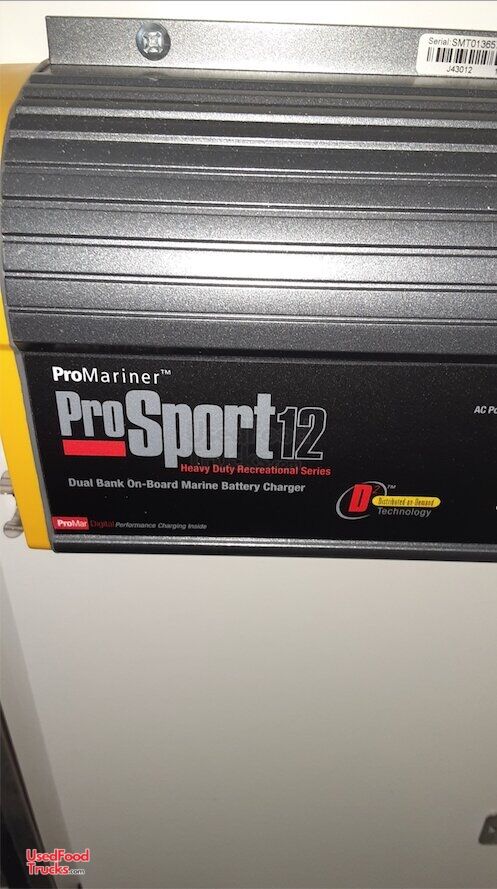 Serial: SMT01365
J43012
ProMariner™
ProSport12
AC
Heavy Duty Recreational Series
Dual Bank On-Board Marine Battery Charger
D™
Distributed on Demand
Technology
ProMar Digital Performance Charging Inside
UsedFood
Trucks.com